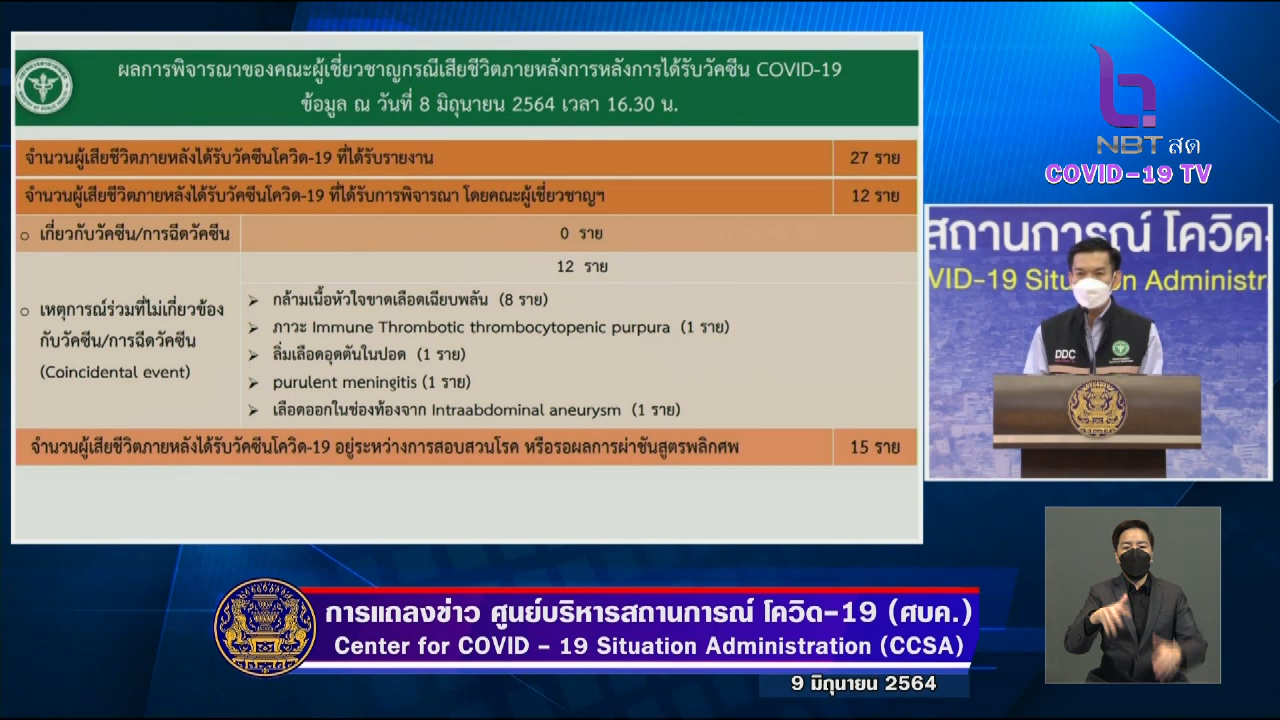 ผลการพิจารณาของคณะผู้เชี่ยวชาญกรณีเสียชีวิตภายหลังการหลังการได้รับวัคซีน COVID-19
ข้อมูล ณ วันที่ 8 มิถุนายน 2564 เวลา 16.30 น.
จำนวนผู้เสียชีวิตภายหลังได้รับวัคซีนโควิด-19 ที่ได้รับรายงาน 27 ราย
จำนวนผู้เสียชีวิตภายหลังได้รับวัคซีนโควิด-19 ที่ได้รับการพิจารณา โดยคณะผู้เชี่ยวชาญฯ 12 ราย
เกี่ยวกับวัคซีน/การฉีดวัคซีน 0 ราย
12 ราย
เหตุการณ์ร่วมที่ไม่เกี่ยวข้อง
กับวัคซีน/การฉีดวัคซีน
(Coincidental event)
กล้ามเนื้อหัวใจขาดเลือดเฉียบพลัน (8 ราย)
ภาวะ Immune Thrombotic thrombocytopenic purpura (1 ราย)
ลิ่มเลือดอุดตันในปอด (1 ราย)
purulent meningitis (1 ราย)
เลือดออกในช่องท้องจาก Intraabdominal aneurysm (1 ราย)
จำนวนผู้เสียชีวิตภายหลังได้รับวัคซีนโควิด-19 อยู่ระหว่างการสอบสวนโรค หรือรอผลการผ่าชันสูตรพลิกศพ 15 ราย
NBT สด
COVID-19 TV
สถานการณ์ โควิด-
VID-19 Situ n Administr
DDC
การแถลงข่าว ศูนย์บริหารสถานการณ์ โควิด-19 (ศบค.)
Center for COVID – 19 Situation Administration (CCSA)
9 มิถุนายน 2564